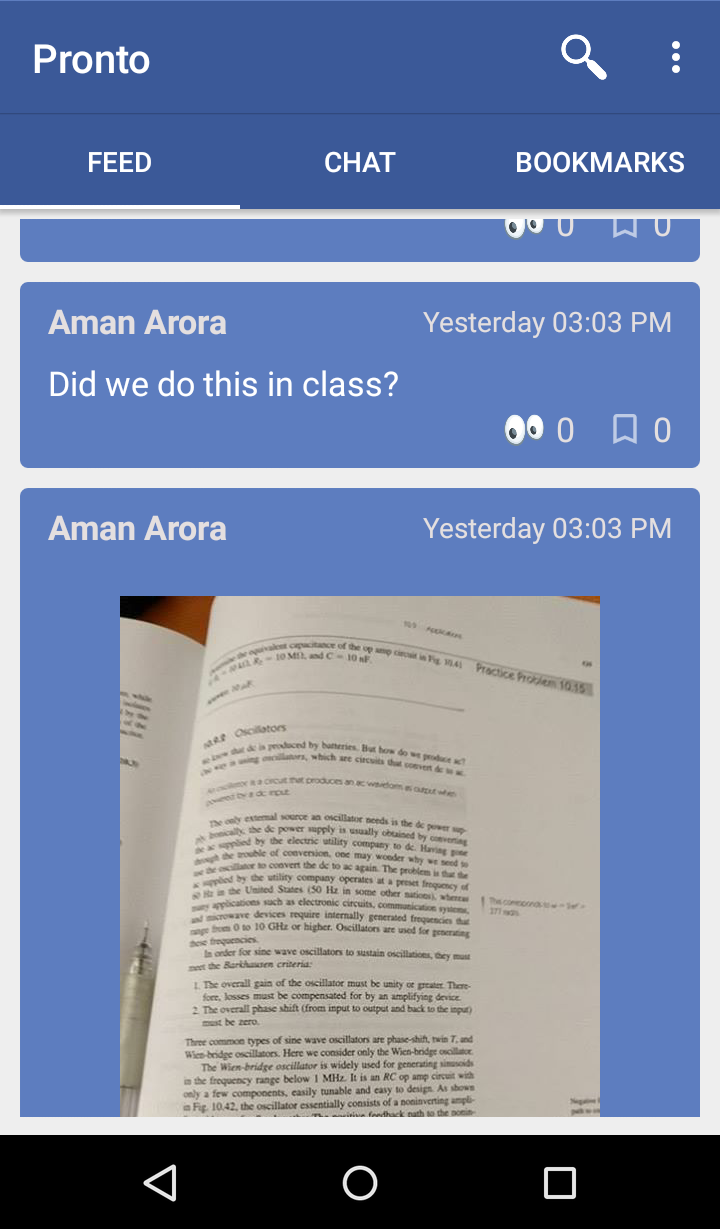 Pronto
FEED
CHAT
BOOKMARKS
0 0
Aman Arora
Yesterday 03:03 PM
Did we do this in class?
0 0
Aman Arora
Yesterday 03:03 PM
10.9 Applications
the equivalent capacitance of the op amp circuit in Fig. 10.41
= 10 kΩ, R₂ = 10 MΩ, and C = 10 nF.
Practice Problem 10.15
Answer: 10 μF.
10.9.2 Oscillators
know that dc is produced by batteries. But how do we produce ac?
One way is using oscillators, which are circuits that convert dc to ac.
An oscillator is a circuit that produces an ac waveform as output when
powered by a dc input.
The only external source an oscillator needs is the dc power sup-
ply. Ironically, the dc power supply is usually obtained by converting
the ac supplied by the electric utility company to dc. Having gone
through the trouble of conversion, one may wonder why we need to
use the oscillator to convert the dc to ac again. The problem is that the
ac supplied by the utility company operates at a preset frequency of
60 Hz in the United States (50 Hz in some other nations), whereas
many applications such as electronic circuits, communication systems,
and microwave devices require internally generated frequencies that
range from 0 to 10 GHz or higher. Oscillators are used for generating
these frequencies.
This corresponds to ω = 2πf =
377 rad/s.
In order for sine wave oscillators to sustain oscillations, they must
meet the Barkhausen criteria:
1. The overall gain of the oscillator must be unity or greater. There-
fore, losses must be compensated for by an amplifying device.
2. The overall phase shift (from input to output and back to the input)
must be zero.
Three common types of sine wave oscillators are phase-shift, twin T, and
Wien-bridge oscillators. Here we consider only the Wien-bridge oscillator.
The Wien-bridge oscillator is widely used for generating sinusoids
in the frequency range below 1 MHz. It is an RC op amp circuit with
only a few components, easily tunable and easy to design. As shown
in Fig. 10.42, the oscillator essentially consists of a noninverting ampli-
The positive feedback path to the nonin-
Negative
path to